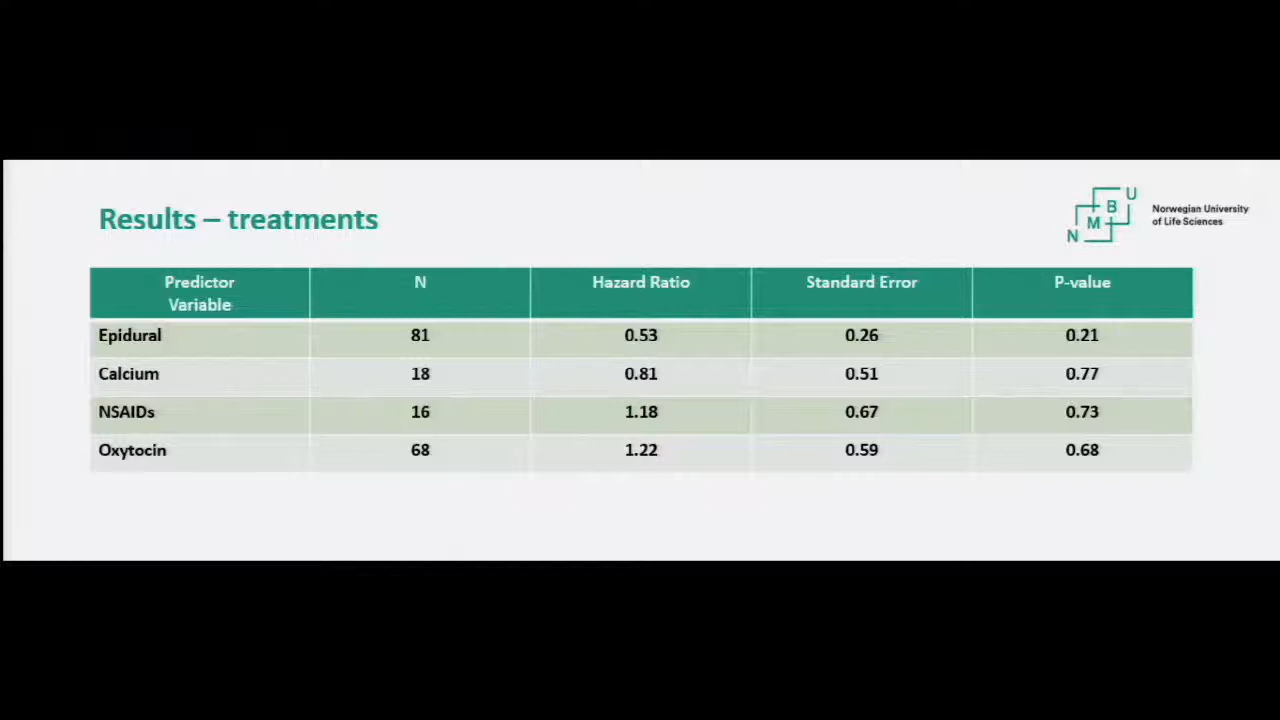 Results – treatments
N M B U
Norwegian University
of Life Sciences
Predictor Variable N Hazard Ratio Standard Error P-value
Epidural 81 0.53 0.26 0.21
Calcium 18 0.81 0.51 0.77
NSAIDs 16 1.18 0.67 0.73
Oxytocin 68 1.22 0.59 0.68